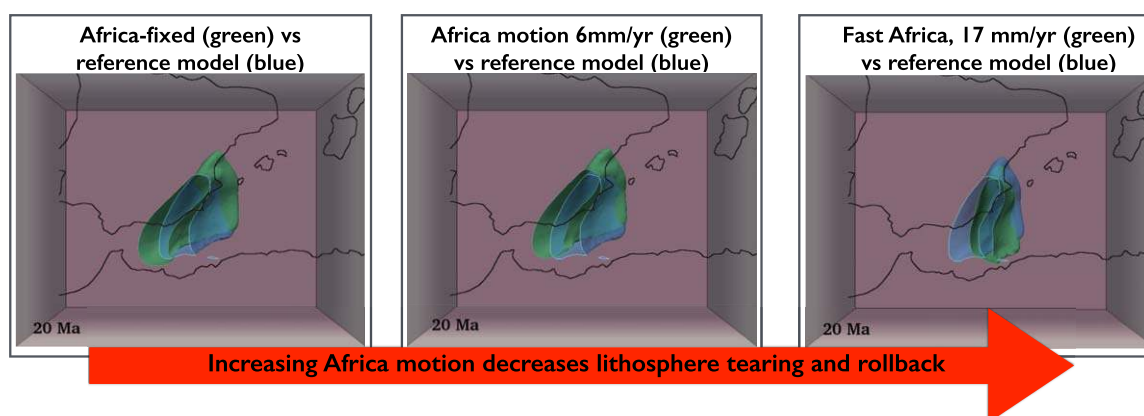 Africa-fixed (green) vs
reference model (blue)
Africa motion 6mm/yr (green)
vs reference model (blue)
Fast Africa, 17 mm/yr (green)
vs reference model (blue)
20 Ma
20 Ma
20 Ma
Increasing Africa motion decreases lithosphere tearing and rollback